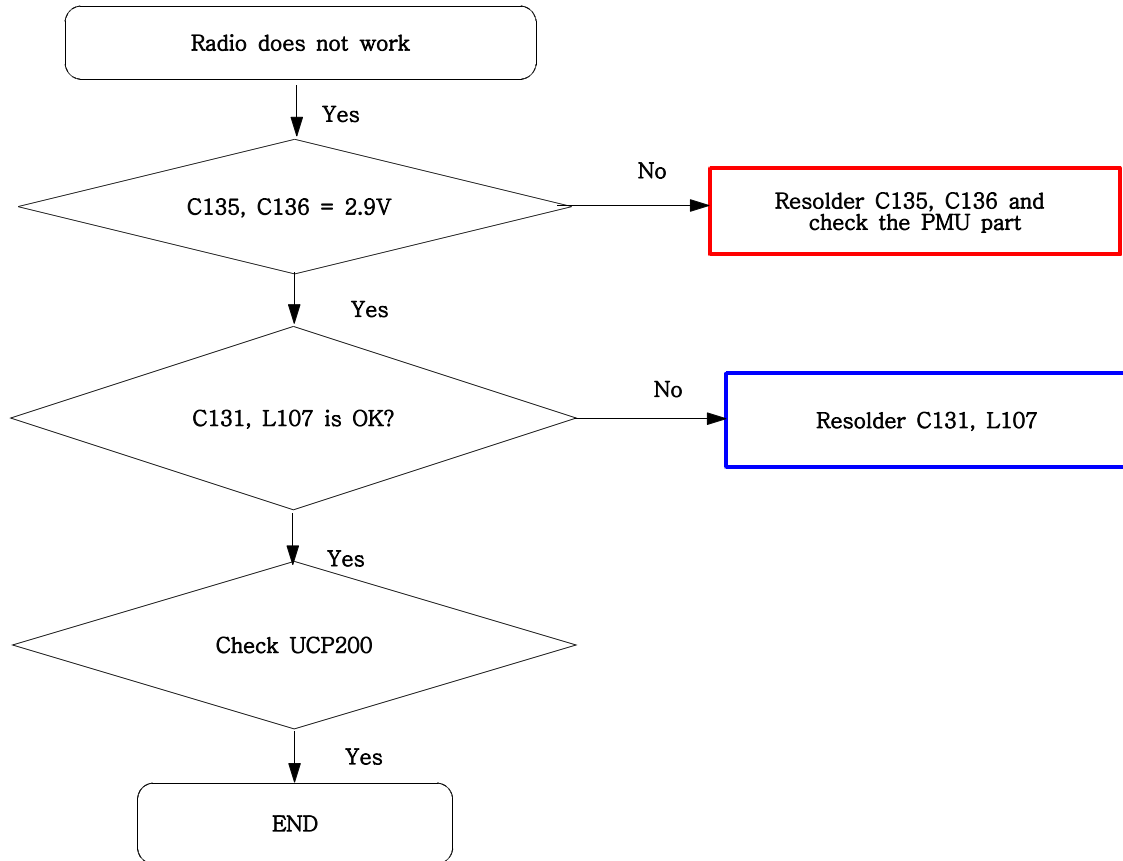 Radio does not work
Yes
C135, C136 = 2.9V
No
Resolder C135, C136 and
check the PMU part
Yes
C131, L107 is OK?
No
Resolder C131, L107
Yes
Check UCP200
Yes
END